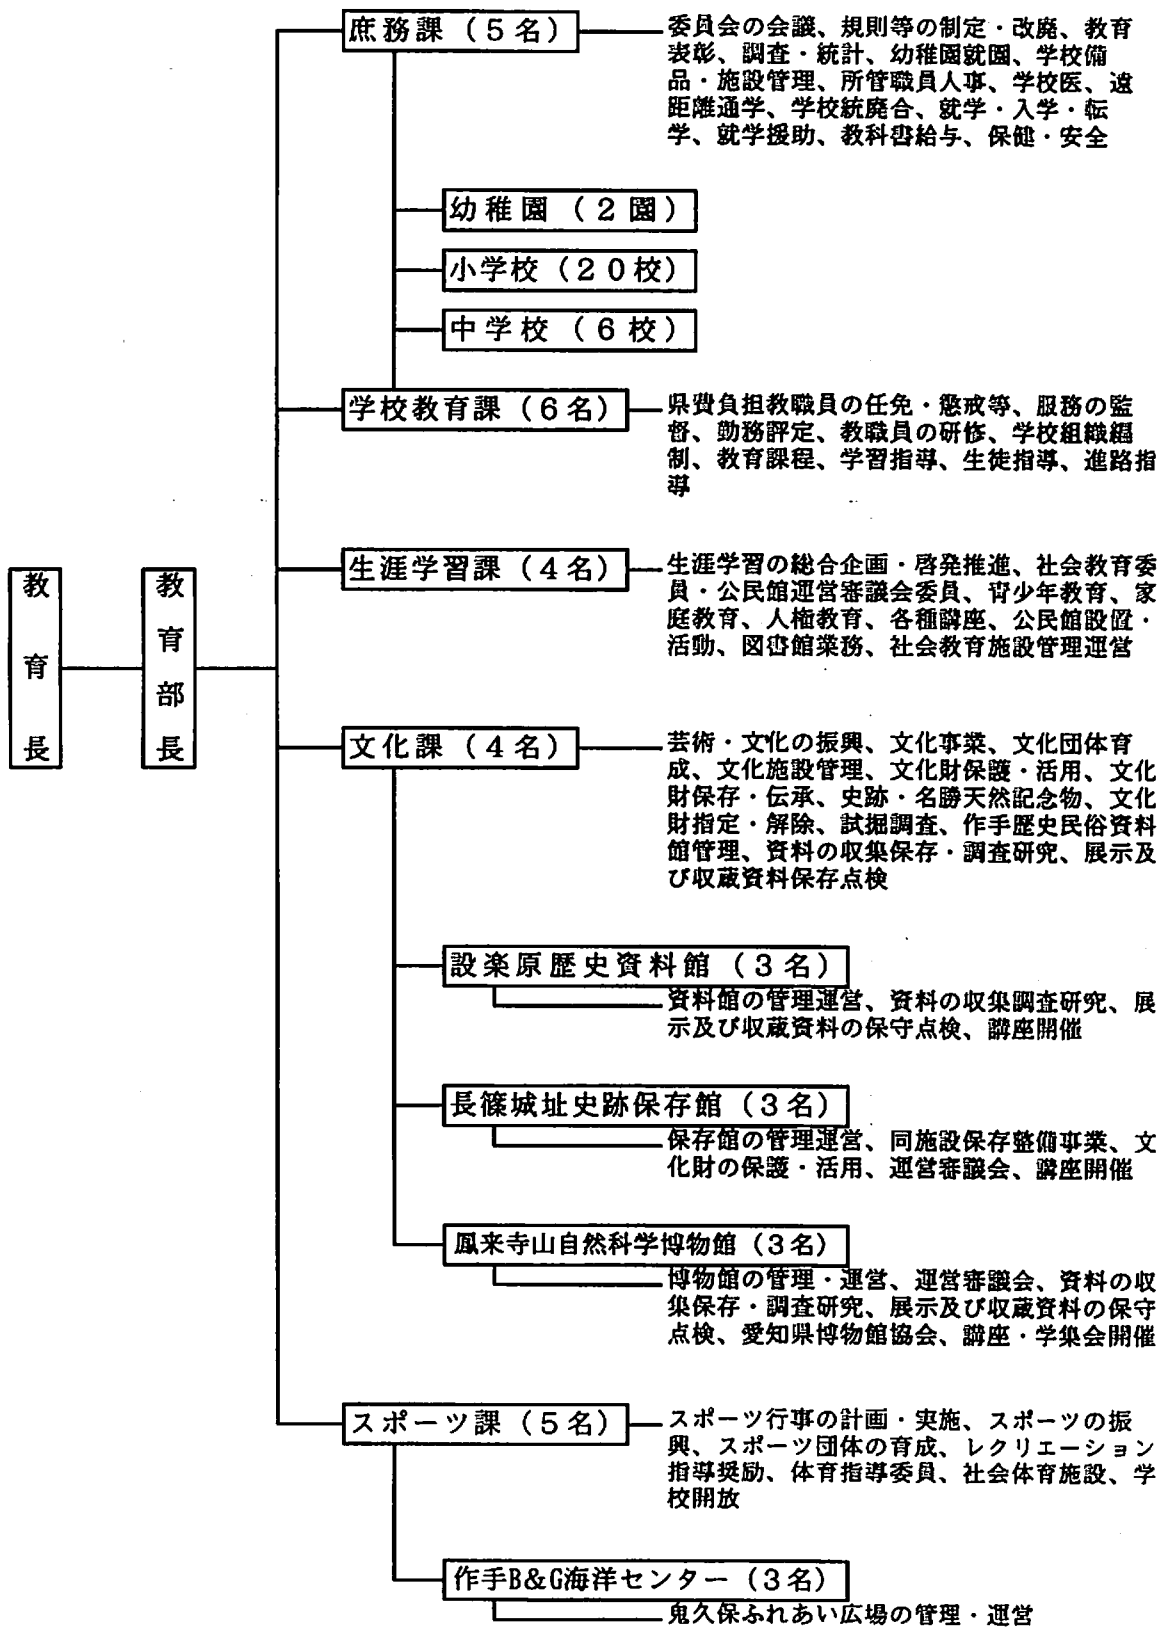 庶務課（5名）
委員会の会議、規則等の制定・改廃、教育
表彰、調査・統計、幼稚園就園、学校備
品・施設管理、所管職員人事、学校医、遠
距離通学、学校統廃合、就学・入学・転
学、就学援助、教科書給与、保健・安全
幼稚園（2園）
小学校（20校）
中学校（6校）
学校教育課（6名）
県費負担教職員の任免・懲戒等、服務の監
督、勤務評定、教職員の研修、学校組織編
制、教育課程、学習指導、生徒指導、進路指
導
教育長
教育部長
生涯学習課（4名）
生涯学習の総合企画・啓発推進、社会教育委
員・公民館運営審議会委員、青少年教育、家
庭教育、人権教育、各種講座、公民館設置・
活動、図書館業務、社会教育施設管理運営
文化課（4名）
芸術・文化の振興、文化事業、文化団体育
成、文化施設管理、文化財保護・活用、文化
財保存・伝承、史跡・名勝天然記念物、文化
財指定・解除、試掘調査、作手歴史民俗資料
館管理、資料の収集保存・調査研究、展示及
び収蔵資料保存点検
設楽原歴史資料館（3名）
資料館の管理運営、資料の収集調査研究、展
示及び収蔵資料の保守点検、講座開催
長篠城址史跡保存館（3名）
保存館の管理運営、同施設保存整備事業、文
化財の保護・活用、運営審議会、講座開催
鳳来寺山自然科学博物館（3名）
博物館の管理・運営、運営審議会、資料の収
集保存・調査研究、展示及び収蔵資料の保守
点検、愛知県博物館協会、講座・学集会開催
スポーツ課（5名）
スポーツ行事の計画・実施、スポーツの振
興、スポーツ団体の育成、レクリエーション
指導奨励、体育指導委員、社会体育施設、学
校開放
作手B&G海洋センター（3名）
鬼久保ふれあい広場の管理・運営